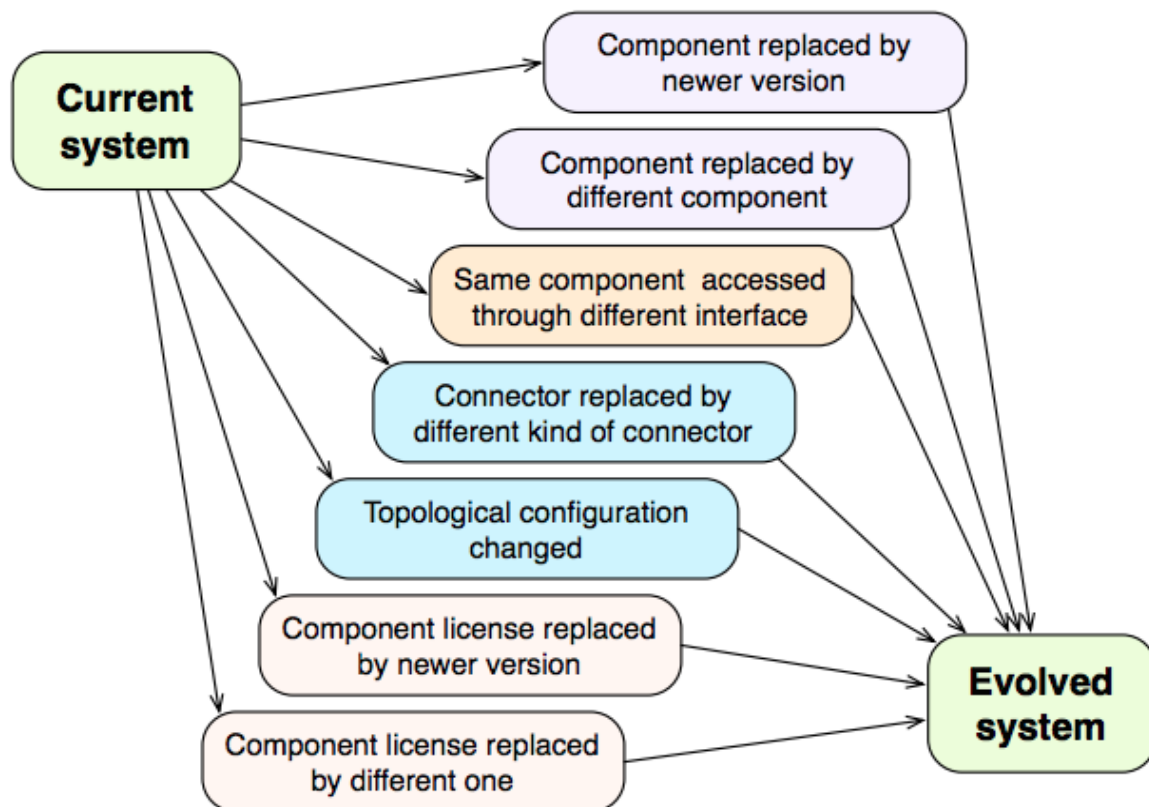 Current
system
Component replaced by
newer version
Component replaced by
different component
Same component  accessed
through different interface
Connector replaced by
different kind of connector
Topological configuration
changed
Component license replaced
by newer version
Component license replaced
by different one
Evolved
system